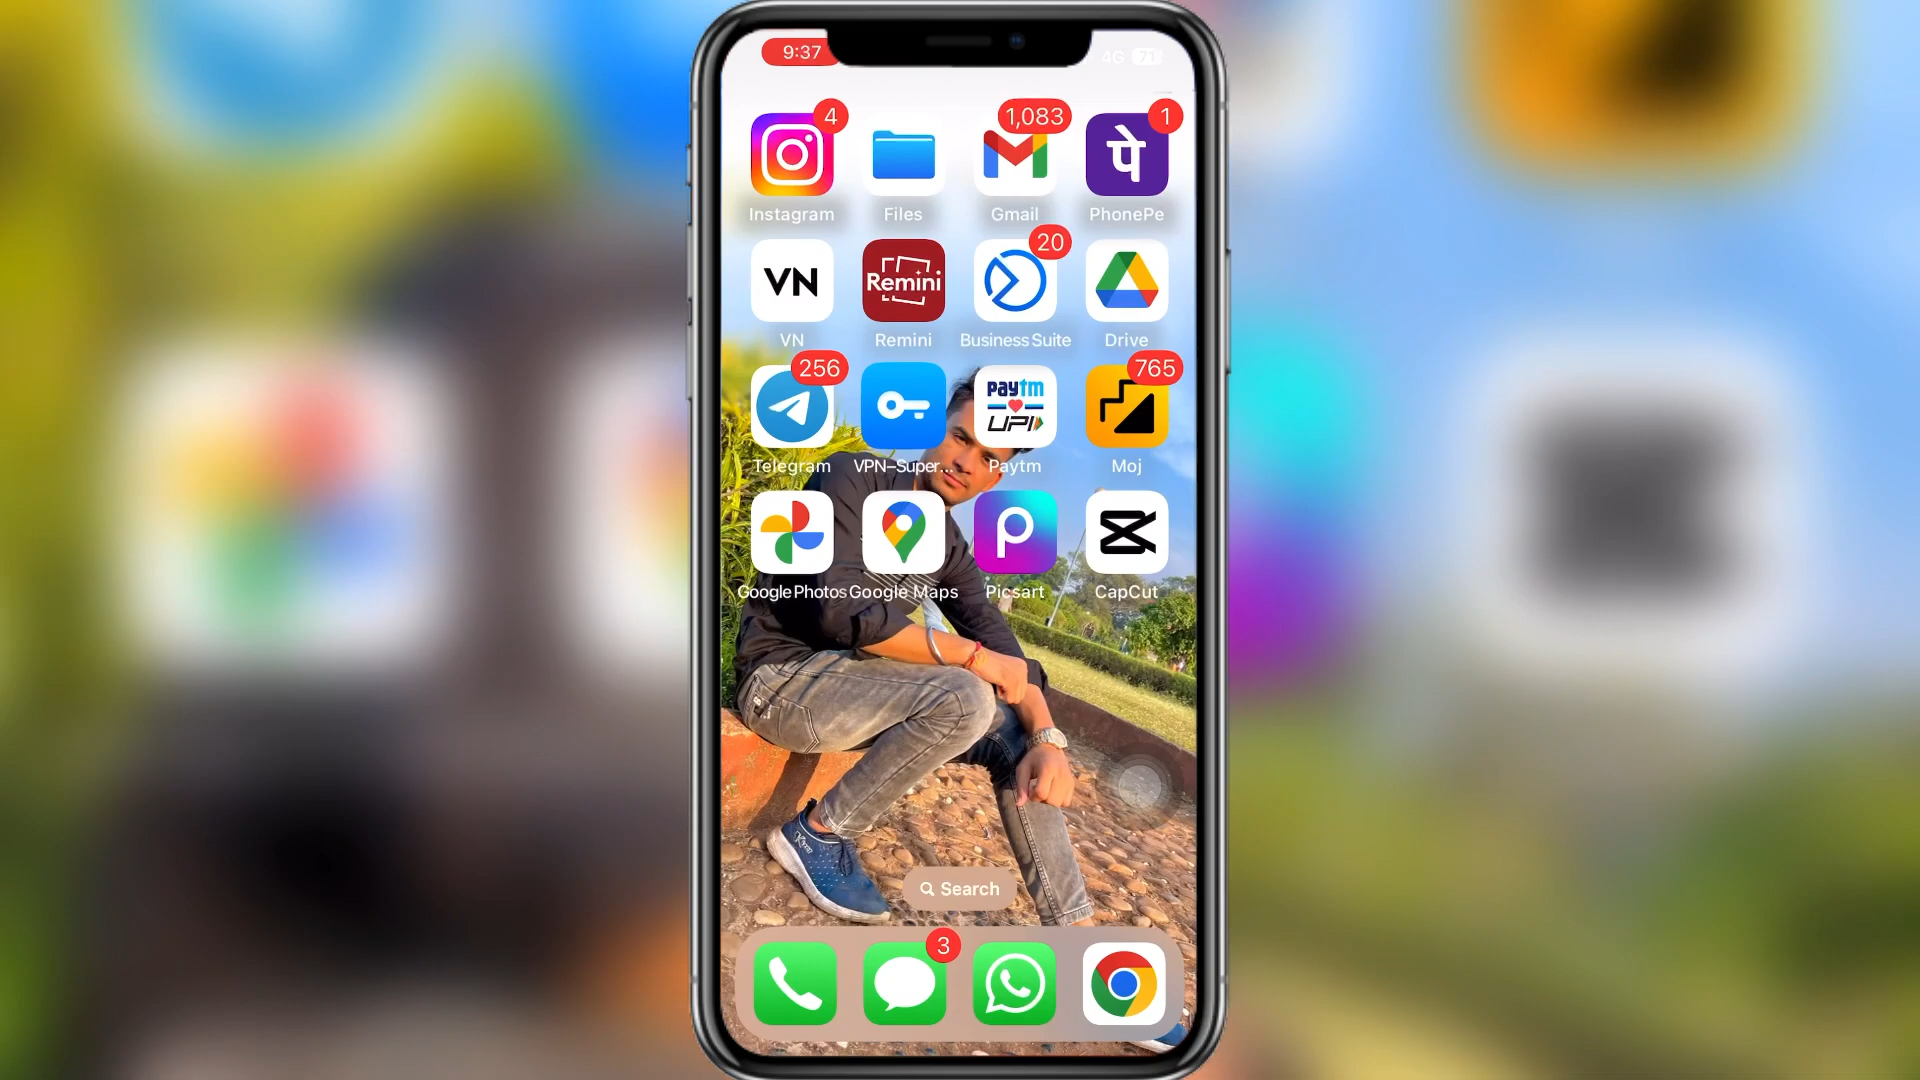 9:37
4G 71
4
1,083
1
Instagram
Files
Gmail
पे
PhonePe
VN
Remini
20
VN
Remini
Business Suite
Drive
256
765
paytm
UPI
Telegram
VPN–Super...
Paytm
Moj
Google Photos
Google Maps
Picsart
CapCut
Search
3